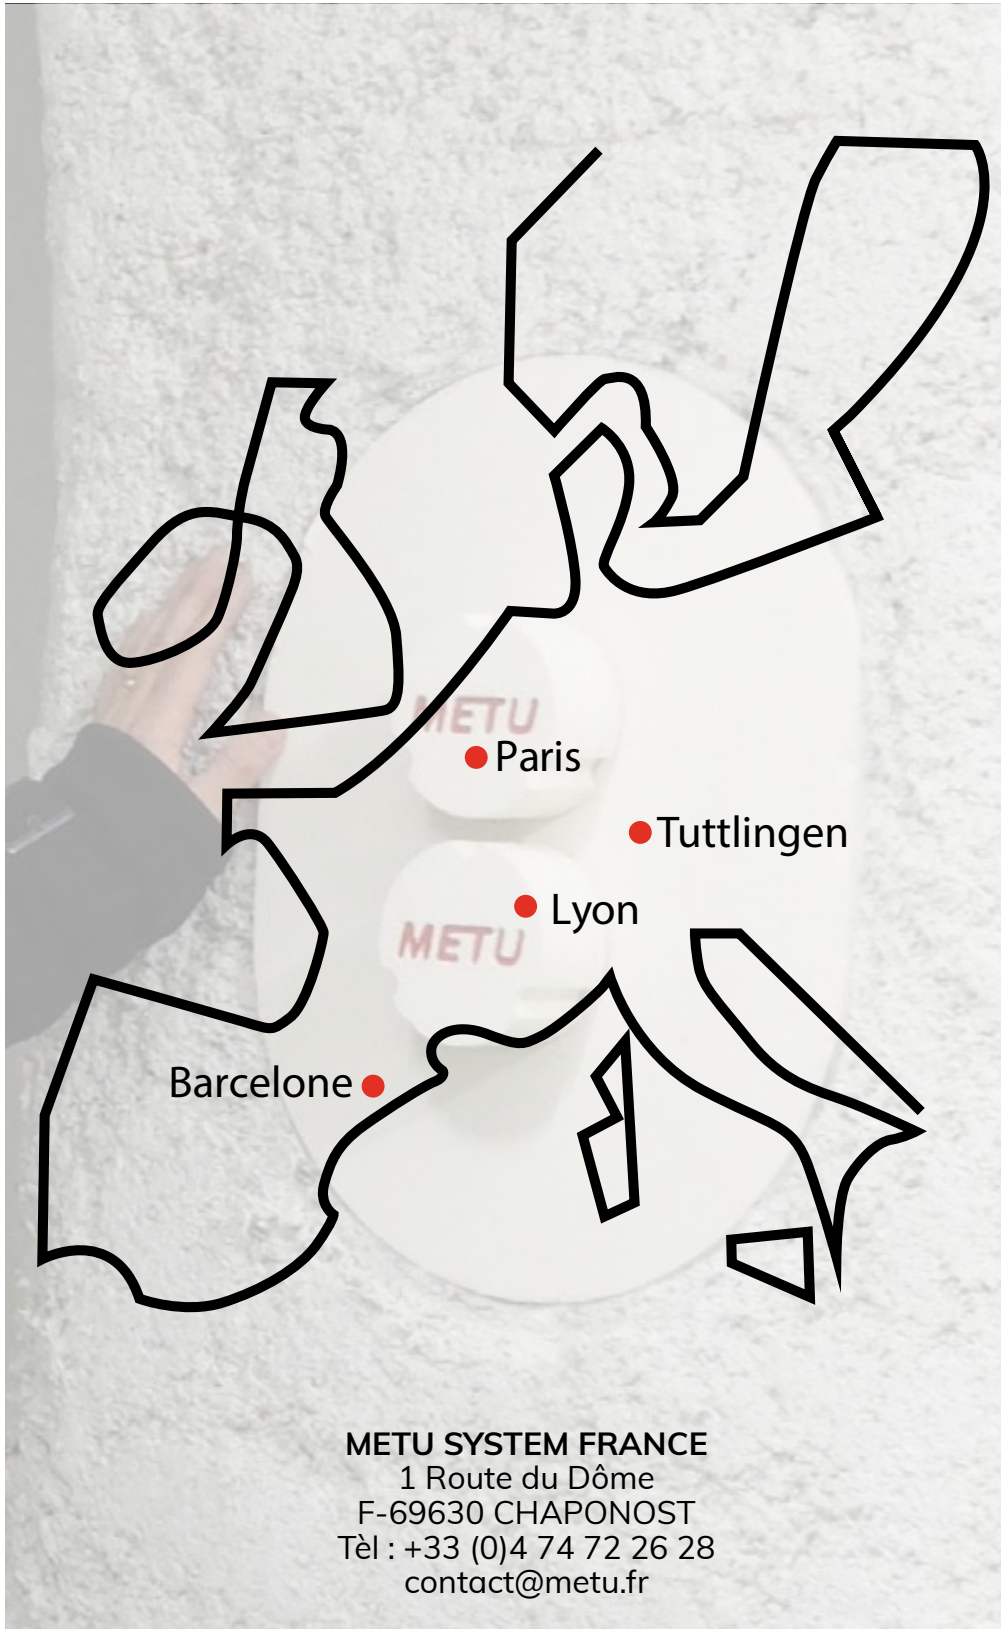 METU
Paris
Tuttlingen
Lyon
METU
Barcelone
METU SYSTEM FRANCE
1 Route du Dôme
F-69630 CHAPONOST
Tèl : +33 (0)4 74 72 26 28
contact@metu.fr